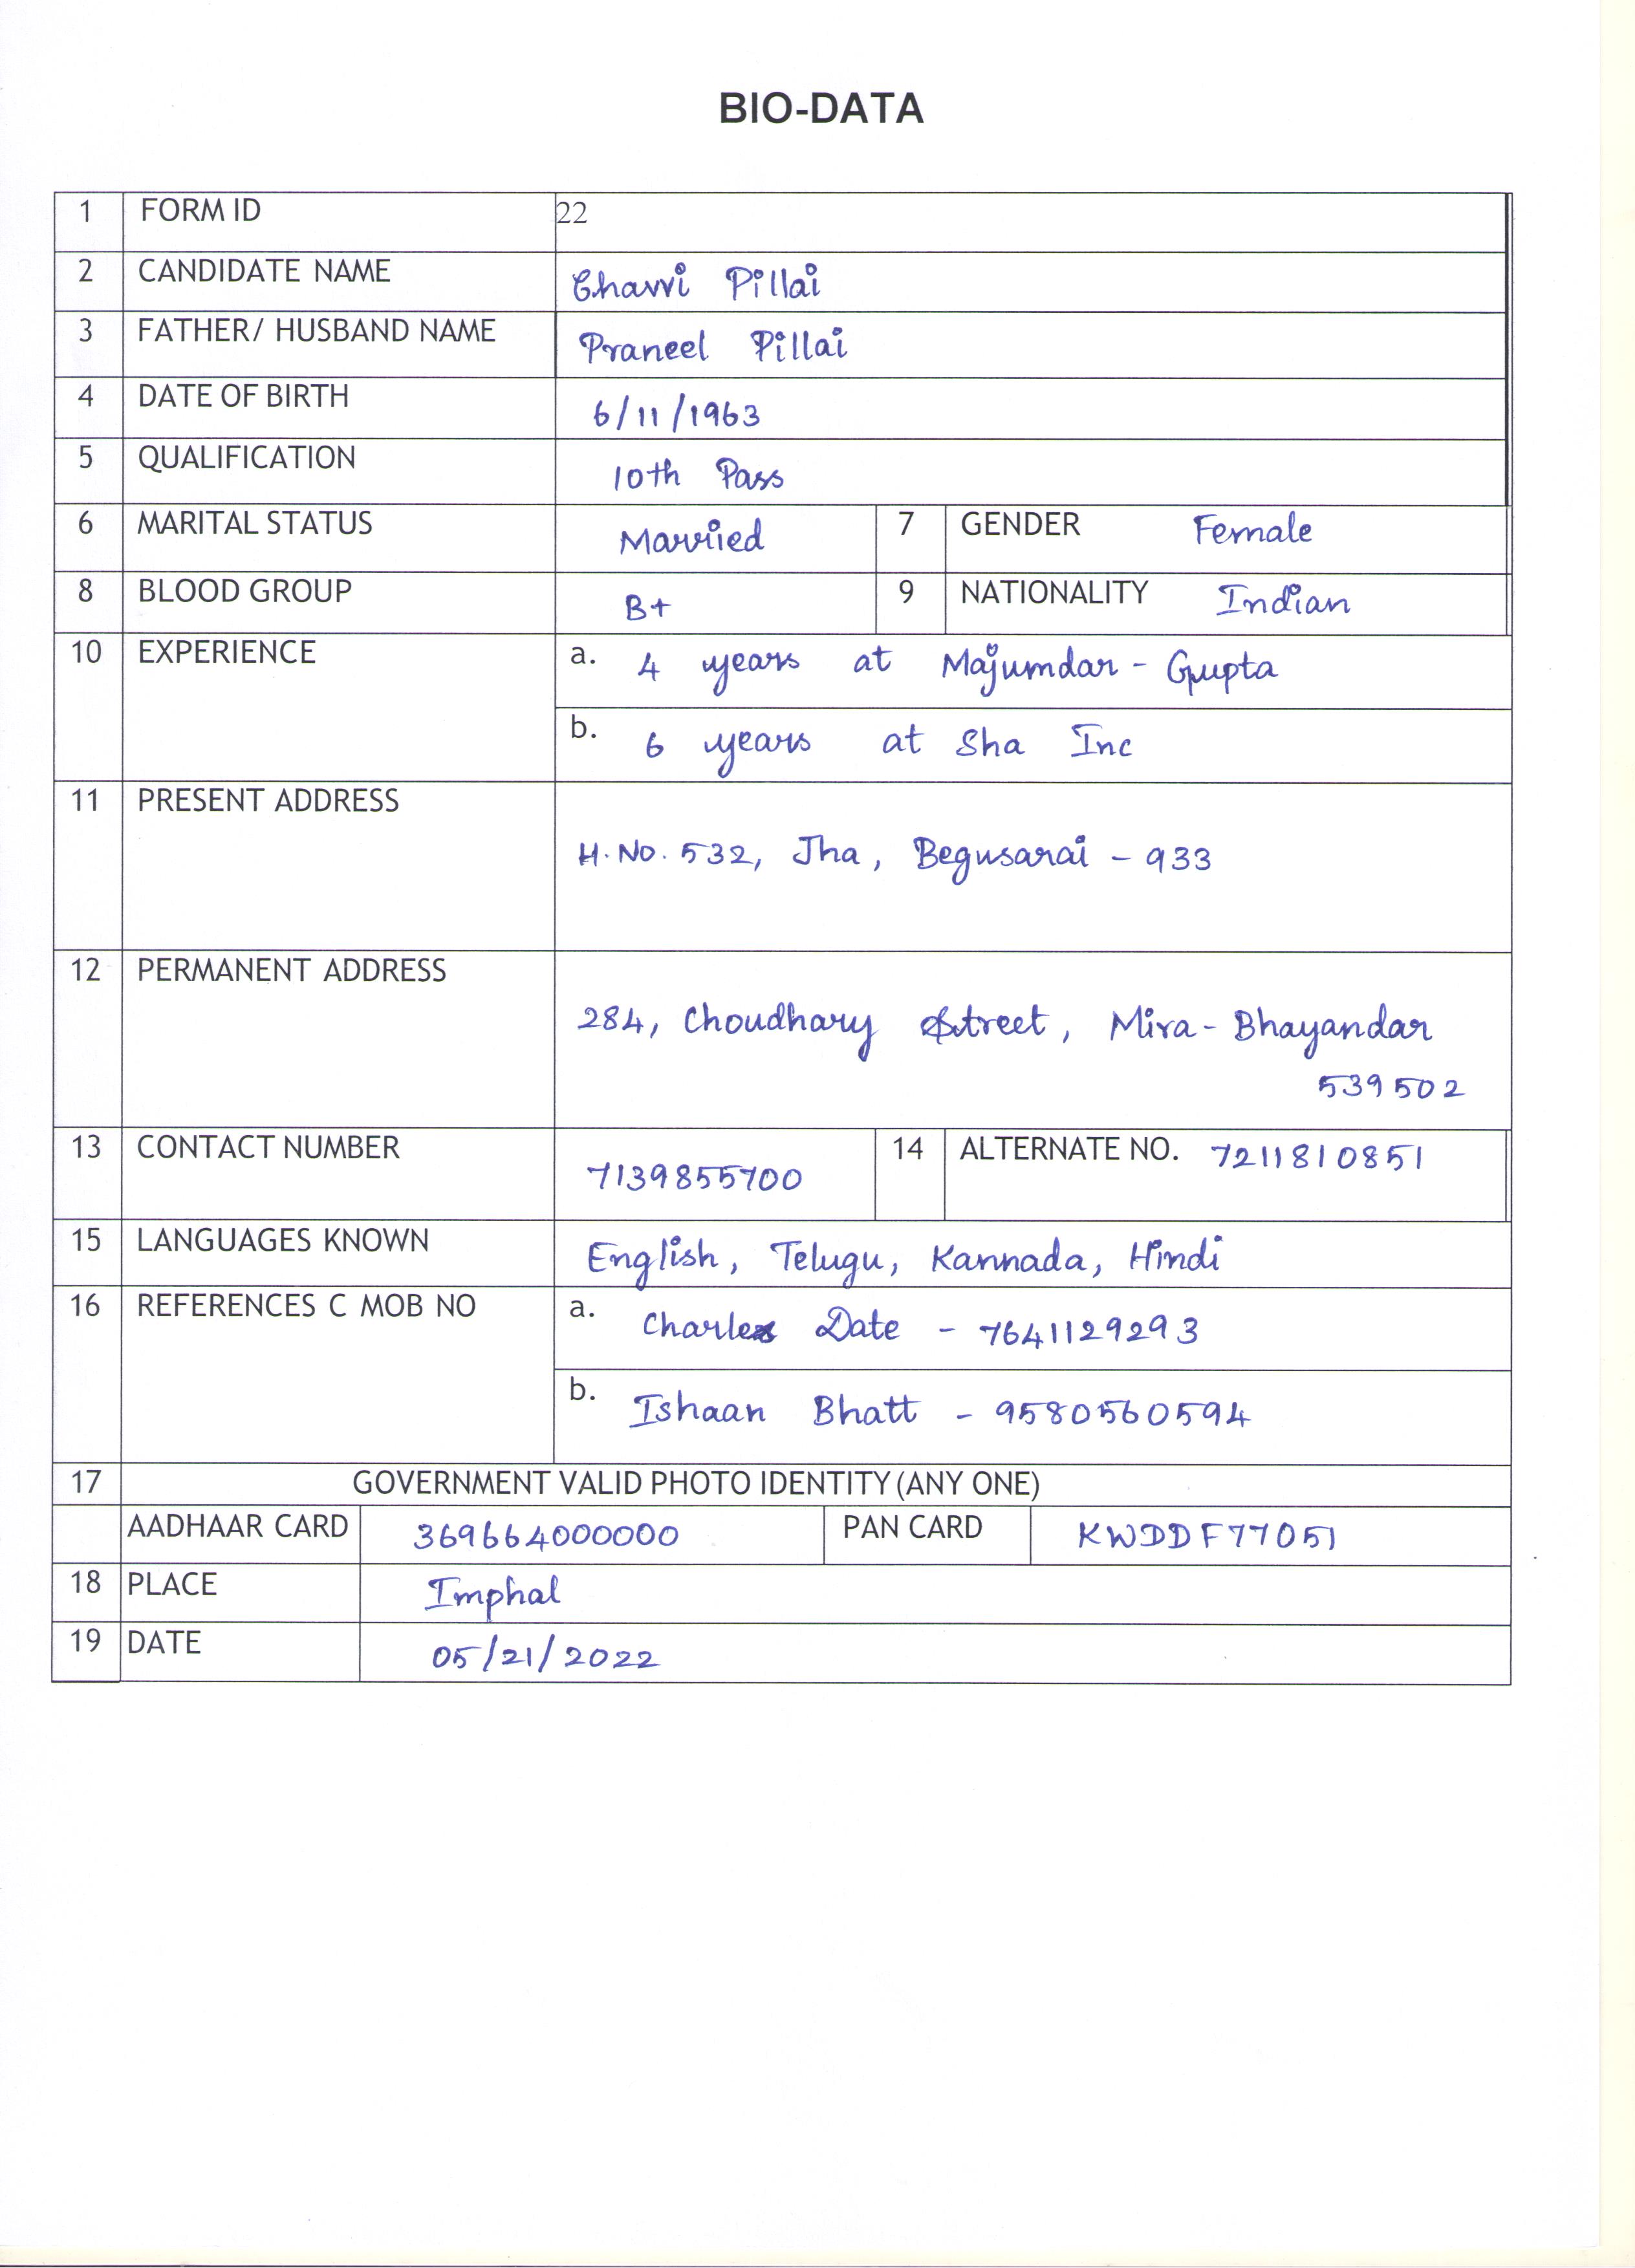 BIO-DATA
1 FORM ID 22
2 CANDIDATE NAME Charvi Pillai
3 FATHER/ HUSBAND NAME Praneel Pillai
4 DATE OF BIRTH 6/11/1963
5 QUALIFICATION 10th Pass
6 MARITAL STATUS Married 7 GENDER Female
8 BLOOD GROUP B+ 9 NATIONALITY Indian
10 EXPERIENCE a. 4 years at Majumdar - Gupta
b. 6 years at Sha Inc
11 PRESENT ADDRESS
H.No. 532, Jha, Begusarai - 933
12 PERMANENT ADDRESS
284, Choudhary Street, Mira - Bhayandar
539502
13 CONTACT NUMBER 7139855700 14 ALTERNATE NO. 7211810851
15 LANGUAGES KNOWN English, Telugu, Kannada, Hindi
16 REFERENCES C MOB NO a. Charles Date - 7641129293
b. Ishaan Bhatt - 9580560594
17 GOVERNMENT VALID PHOTO IDENTITY (ANY ONE)
AADHAAR CARD 369664000000 PAN CARD KWDDF77051
18 PLACE Imphal
19 DATE 05/21/2022